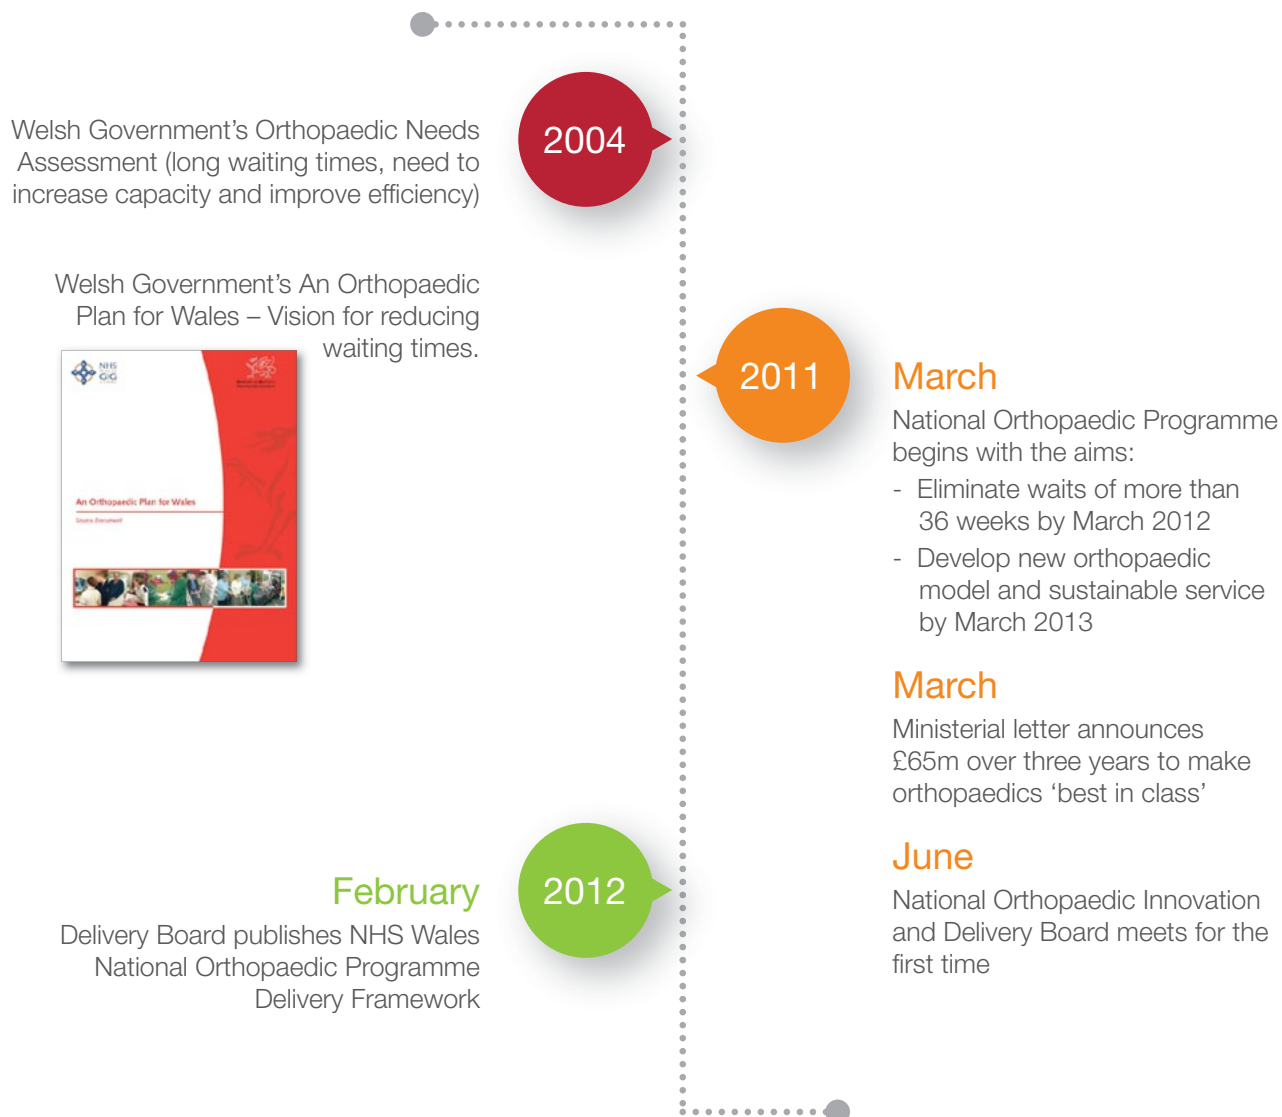 2004
Welsh Government’s Orthopaedic Needs
Assessment (long waiting times, need to
increase capacity and improve efficiency)
Welsh Government’s An Orthopaedic
Plan for Wales – Vision for reducing
waiting times.
NHS
GIG
An Orthopaedic Plan for Wales
Source Document
2011
March
National Orthopaedic Programme
begins with the aims:
- Eliminate waits of more than
36 weeks by March 2012
- Develop new orthopaedic
model and sustainable service
by March 2013
March
Ministerial letter announces
£65m over three years to make
orthopaedics ‘best in class’
June
National Orthopaedic Innovation
and Delivery Board meets for the
first time
2012
February
Delivery Board publishes NHS Wales
National Orthopaedic Programme
Delivery Framework